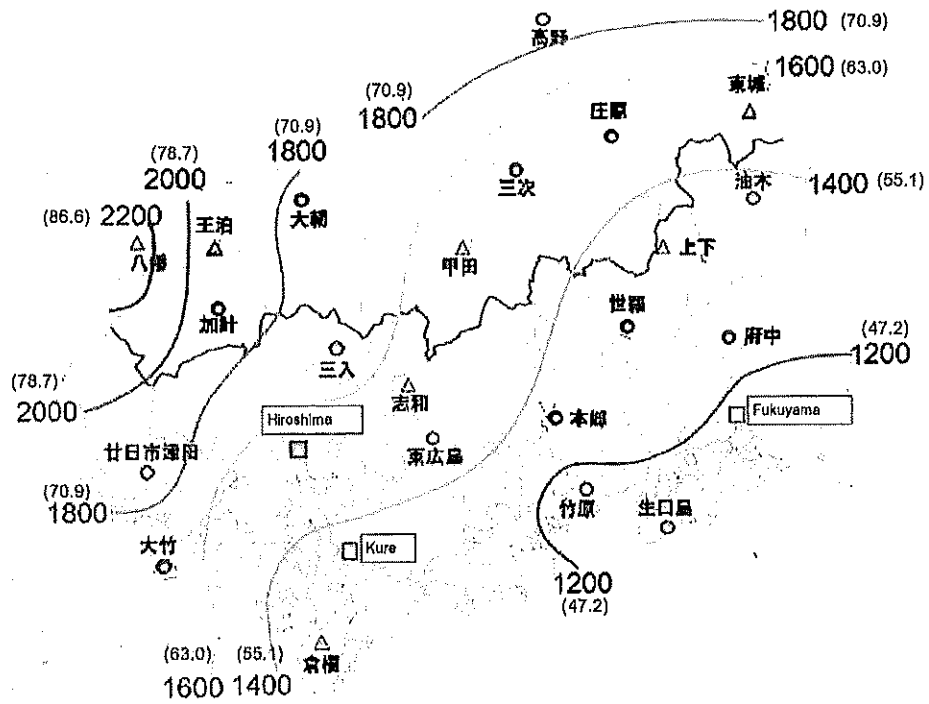 高野
1800 (70.9)
1600 (63.0)
東城
(70.9)
1800
庄原
(70.9)
1800
(78.7)
2000
三次
油木
1400 (55.1)
大朝
(86.6) 2200
王泊
八幡
甲田
上下
加計
世羅
府中
(47.2)
1200
三入
(78.7)
2000
志和
Hiroshima
本郷
Fukuyama
東広島
廿日市津田
(70.9)
1800
竹原
生口島
大竹
Kure
1200
(47.2)
倉橋
(63.0) (55.1)
1600 1400